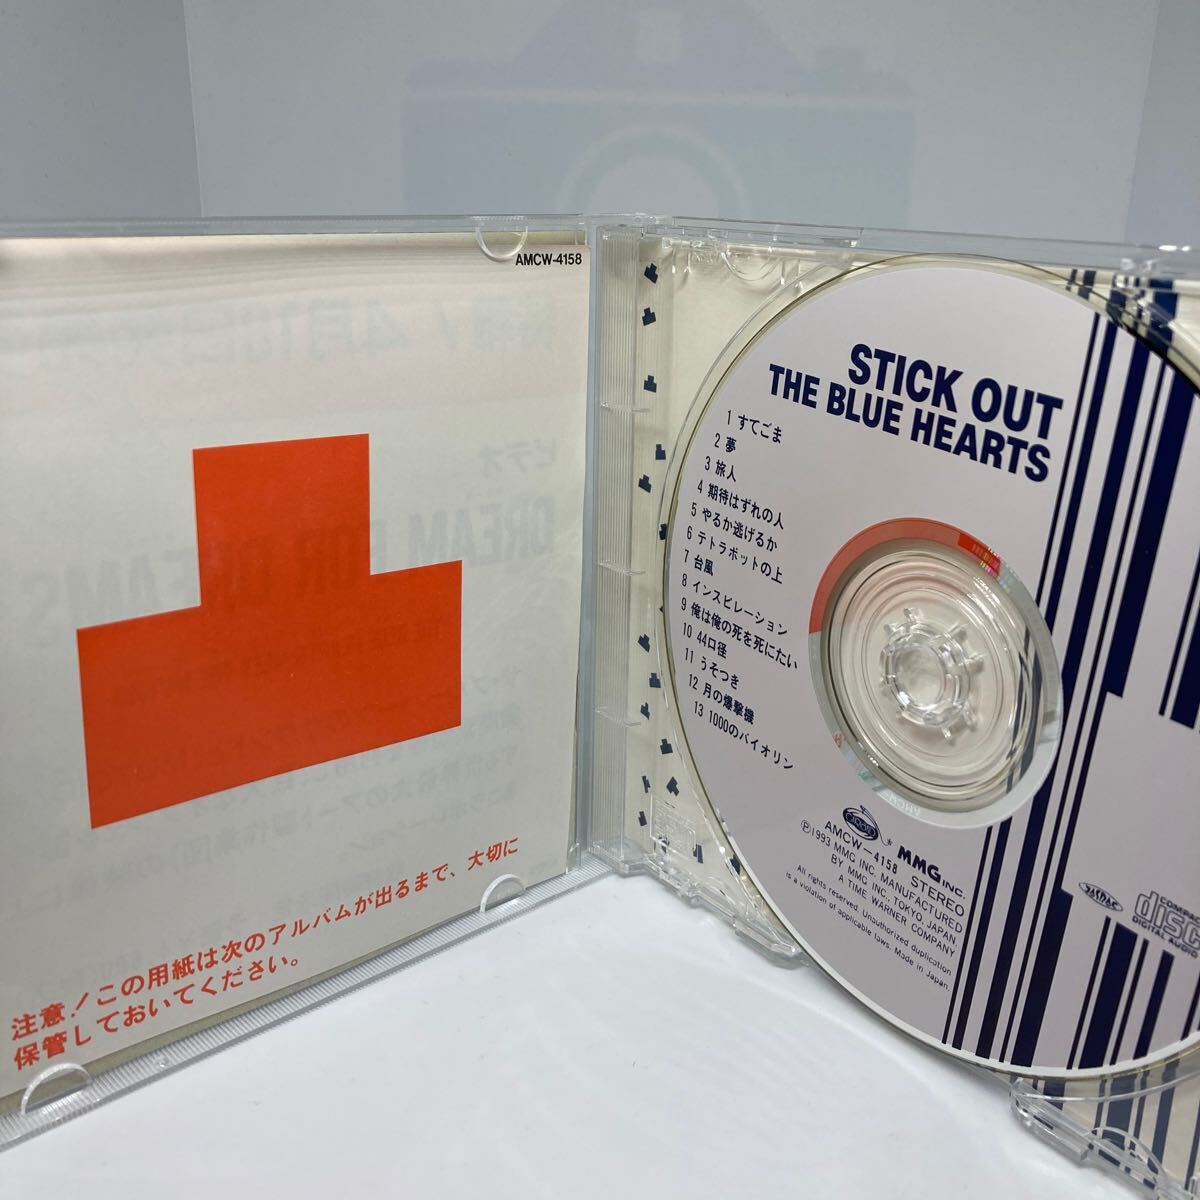 AMCW-4158
注意!この用紙は次のアルバムが出るまで、大切に
保管しておいてください。
STICK OUT
THE BLUE HEARTS
1 すてごま
2 夢
3 旅人
4 期待はずれの人
5 やるか逃げるか
6 テトラポットの上
7 台風
8 インスピレーション
9 俺は俺の死を死にたい
10 44口径
11 うそつき
12 月の爆撃機
13 1000のバイオリン
AMCW-4158
MMG INC.
STEREO
Ⓟ1993 MMG INC. MANUFACTURED
BY MMG INC., TOKYO, JAPAN.
A TIME WARNER COMPANY
All rights reserved. Unauthorized duplication
is a violation of applicable laws. Made in Japan.
JASRAC
COMP
disc
DIGITAL AUDIO